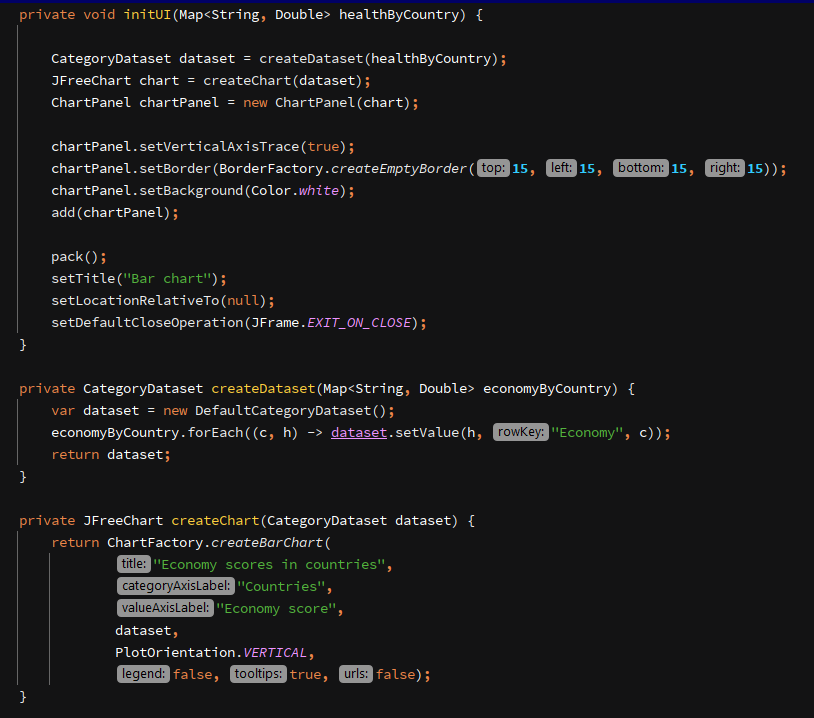 private void initUI(Map<String, Double> healthByCountry) {
CategoryDataset dataset = createDataset(healthByCountry);
JFreeChart chart = createChart(dataset);
ChartPanel chartPanel = new ChartPanel(chart);
chartPanel.setVerticalAxisTrace(true);
chartPanel.setBorder(BorderFactory.createEmptyBorder( top: 15, left: 15, bottom: 15, right: 15));
chartPanel.setBackground(Color.white);
add(chartPanel);
pack();
setTitle("Bar chart");
setLocationRelativeTo(null);
setDefaultCloseOperation(JFrame.EXIT_ON_CLOSE);
}
private CategoryDataset createDataset(Map<String, Double> economyByCountry) {
var dataset = new DefaultCategoryDataset();
economyByCountry.forEach((c, h) -> dataset.setValue(h, rowKey: "Economy", c));
return dataset;
}
private JFreeChart createChart(CategoryDataset dataset) {
return ChartFactory.createBarChart(
title: "Economy scores in countries",
categoryAxisLabel: "Countries",
valueAxisLabel: "Economy score",
dataset,
PlotOrientation.VERTICAL,
legend: false, tooltips: true, urls: false);
}